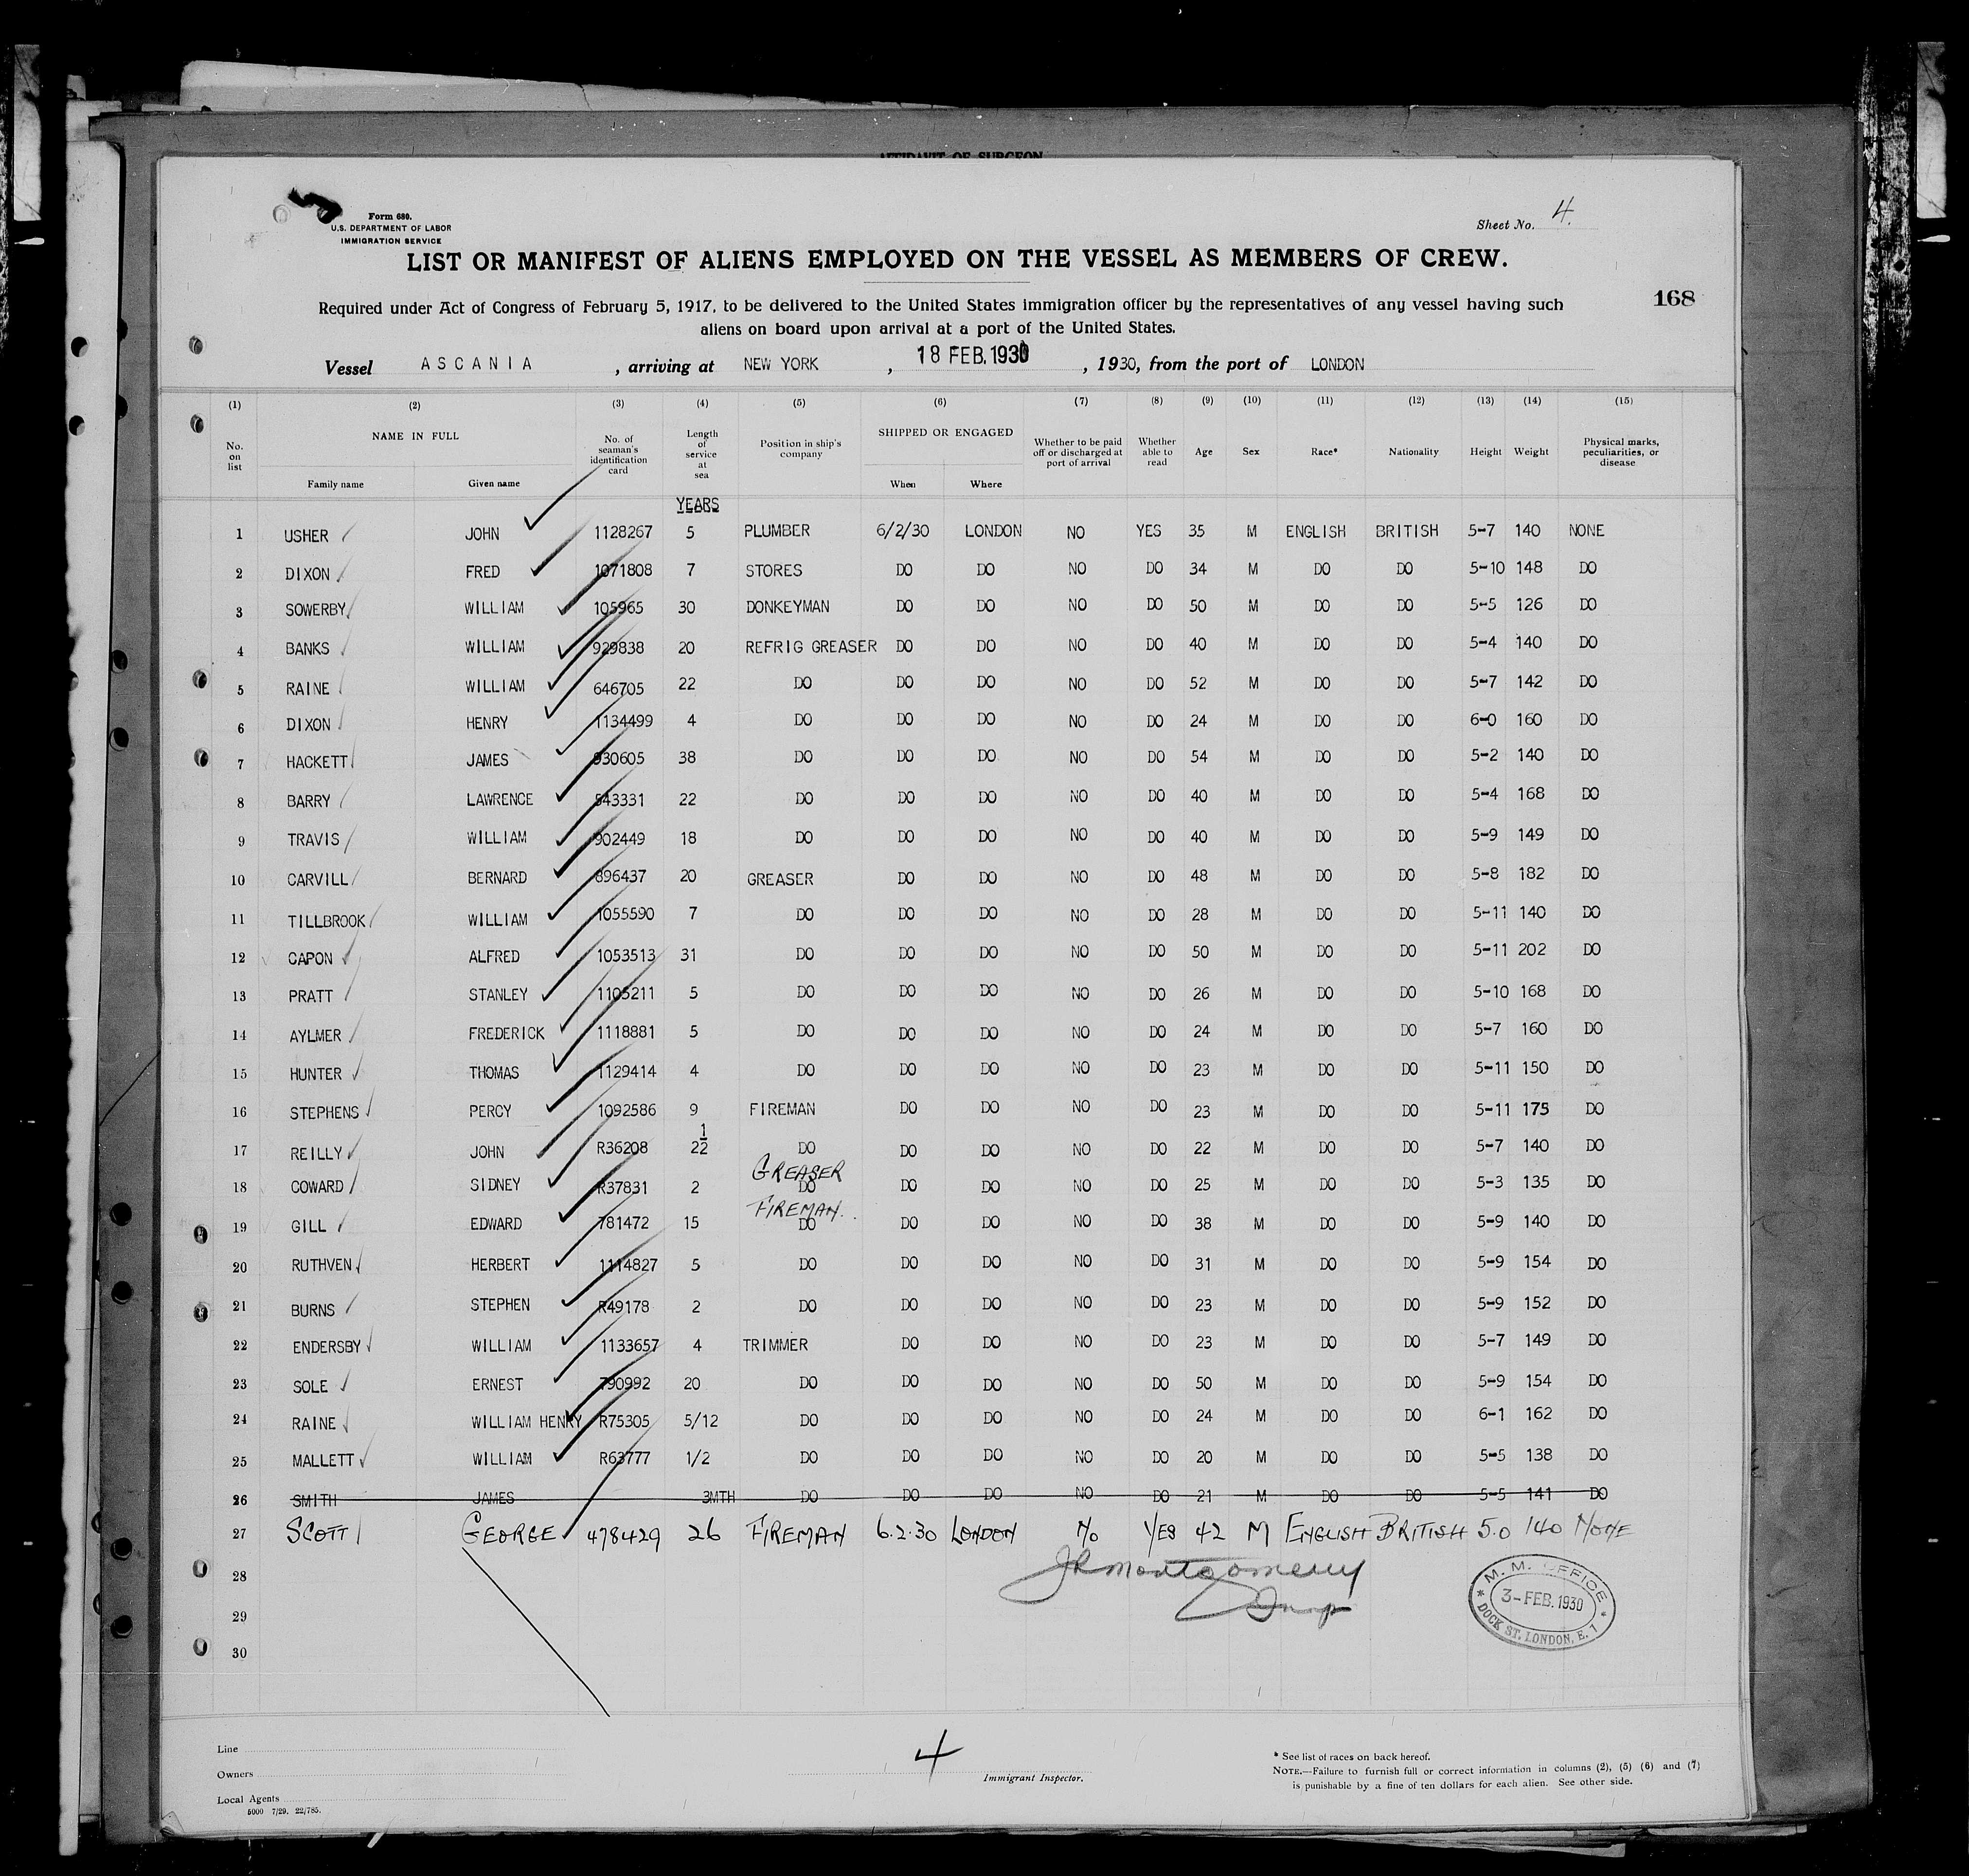 AFFIDAVIT OF SURGEON
Form 680.
U.S. DEPARTMENT OF LABOR
IMMIGRATION SERVICE
Sheet No. 4.
LIST OR MANIFEST OF ALIENS EMPLOYED ON THE VESSEL AS MEMBERS OF CREW.
168
Required under Act of Congress of February 5, 1917, to be delivered to the United States immigration officer by the representatives of any vessel having such
aliens on board upon arrival at a port of the United States.
Vessel ASCANIA , arriving at NEW YORK , 18 FEB. 1930 , 1930, from the port of LONDON
(1) (2) (3) (4) (5) (6) (7) (8) (9) (10) (11) (12) (13) (14) (15)
No. on list NAME IN FULL Family name Given name No. of seaman's identification card Length of service at sea Position in ship's company SHIPPED OR ENGAGED When Where Whether to be paid off or discharged at port of arrival Whether able to read Age Sex Race* Nationality Height Weight Physical marks, peculiarities, or disease
YEARS
1 USHER JOHN 1128267 5 PLUMBER 6/2/30 LONDON NO YES 35 M ENGLISH BRITISH 5-7 140 NONE
2 DIXON FRED 1071808 7 STORES DO DO NO DO 34 M DO DO 5-10 148 DO
3 SOWERBY WILLIAM 105965 30 DONKEYMAN DO DO NO DO 50 M DO DO 5-5 126 DO
4 BANKS WILLIAM 929838 20 REFRIG GREASER DO DO NO DO 40 M DO DO 5-4 140 DO
5 RAINE WILLIAM 646705 22 DO DO DO NO DO 52 M DO DO 5-7 142 DO
6 DIXON HENRY 1134499 4 DO DO DO NO DO 24 M DO DO 6-0 160 DO
7 HACKETT JAMES 930605 38 DO DO DO NO DO 54 M DO DO 5-2 140 DO
8 BARRY LAWRENCE 543331 22 DO DO DO NO DO 40 M DO DO 5-4 168 DO
9 TRAVIS WILLIAM 902449 18 DO DO DO NO DO 40 M DO DO 5-9 149 DO
10 CARVILL BERNARD 896437 20 GREASER DO DO NO DO 48 M DO DO 5-8 182 DO
11 TILLBROOK WILLIAM 1055590 7 DO DO DO NO DO 28 M DO DO 5-11 140 DO
12 CAPON ALFRED 1053513 31 DO DO DO NO DO 50 M DO DO 5-11 202 DO
13 PRATT STANLEY 1105211 5 DO DO DO NO DO 26 M DO DO 5-10 168 DO
14 AYLMER FREDERICK 1118881 5 DO DO DO NO DO 24 M DO DO 5-7 160 DO
15 HUNTER THOMAS 1129414 4 DO DO DO NO DO 23 M DO DO 5-11 150 DO
16 STEPHENS PERCY 1092586 9 FIREMAN DO DO NO DO 23 M DO DO 5-11 175 DO
17 REILLY JOHN R36208 2½ DO DO DO NO DO 22 M DO DO 5-7 140 DO
18 COWARD SIDNEY R37831 2 GREASER DO DO DO NO DO 25 M DO DO 5-3 135 DO
19 GILL EDWARD 781472 15 FIREMAN. DO DO DO NO DO 38 M DO DO 5-9 140 DO
20 RUTHVEN HERBERT 1114827 5 DO DO DO NO DO 31 M DO DO 5-9 154 DO
21 BURNS STEPHEN R49178 2 DO DO DO NO DO 23 M DO DO 5-9 152 DO
22 ENDERSBY WILLIAM 1133657 4 TRIMMER DO DO NO DO 23 M DO DO 5-7 149 DO
23 SOLE ERNEST 790992 20 DO DO DO NO DO 50 M DO DO 5-9 154 DO
24 RAINE WILLIAM HENRY R75305 5/12 DO DO DO NO DO 24 M DO DO 6-1 162 DO
25 MALLETT WILLIAM R63777 1/2 DO DO DO NO DO 20 M DO DO 5-5 138 DO
26 SMITH JAMES 3MTH DO DO DO NO DO 21 M DO DO 5-5 141 DO
27 SCOTT GEORGE 478429 26 FIREMAN 6.2.30 LONDON No YES 42 M ENGLISH BRITISH 5.0 140 NONE
28
29
30
JR Montgomery
M. M. OFFICE
3-FEB. 1930
DOCK ST. LONDON, E. 1
Line
Owners
Local Agents
5000 7/29. 22/785.
4
Immigrant Inspector.
* See list of races on back hereof.
NOTE.—Failure to furnish full or correct information in columns (2), (5) (6) and (7)
is punishable by a fine of ten dollars for each alien. See other side.